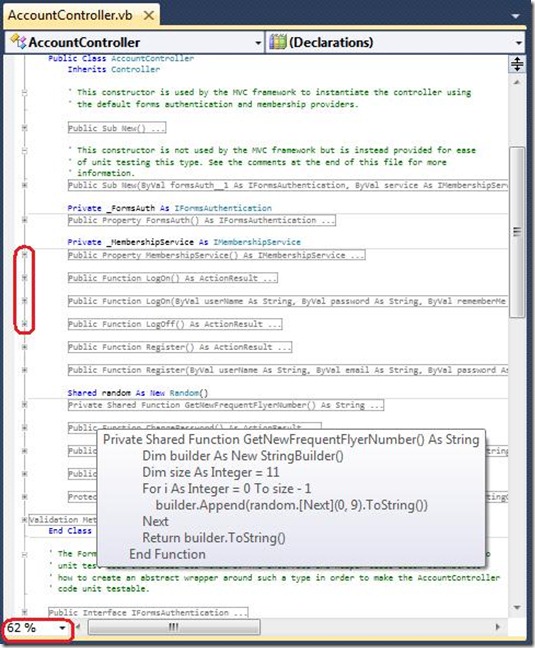 AccountController.vb
AccountController
(Declarations)
Public Class AccountController
Inherits Controller
' This constructor is used by the MVC framework to instantiate the controller using
' the default forms authentication and membership providers.
Public Sub New() ...
' This constructor is not used by the MVC framework but is instead provided for ease
' of unit testing this type. See the comments at the end of this file for more
' information.
Public Sub New(ByVal formsAuth__1 As IFormsAuthentication, ByVal service As IMembershipServ
Private _FormsAuth As IFormsAuthentication
Public Property FormsAuth() As IFormsAuthentication ...
Private _MembershipService As IMembershipService
Public Property MembershipService() As IMembershipService ...
Public Function LogOn() As ActionResult ...
Public Function LogOn(ByVal userName As String, ByVal password As String, ByVal rememberMe
Public Function LogOff() As ActionResult ...
Public Function Register() As ActionResult ...
Public Function Register(ByVal userName As String, ByVal email As String, ByVal password As
Shared random As New Random()
Private Shared Function GetNewFrequentFlyerNumber() As String ...
Public Function ChangePassword() As ActionResult ...
Private Shared Function GetNewFrequentFlyerNumber() As String
Dim builder As New StringBuilder()
Dim size As Integer = 11
For i As Integer = 0 To size - 1
builder.Append(random.[Next](0, 9).ToString())
Next
Return builder.ToString()
End Function
Validation Met
End Class
' The Form
' unit tes
' how to create an abstract wrapper around such a type in order to make the AccountController
' code unit testable.
Public Interface IFormsAuthentication ...
62 %